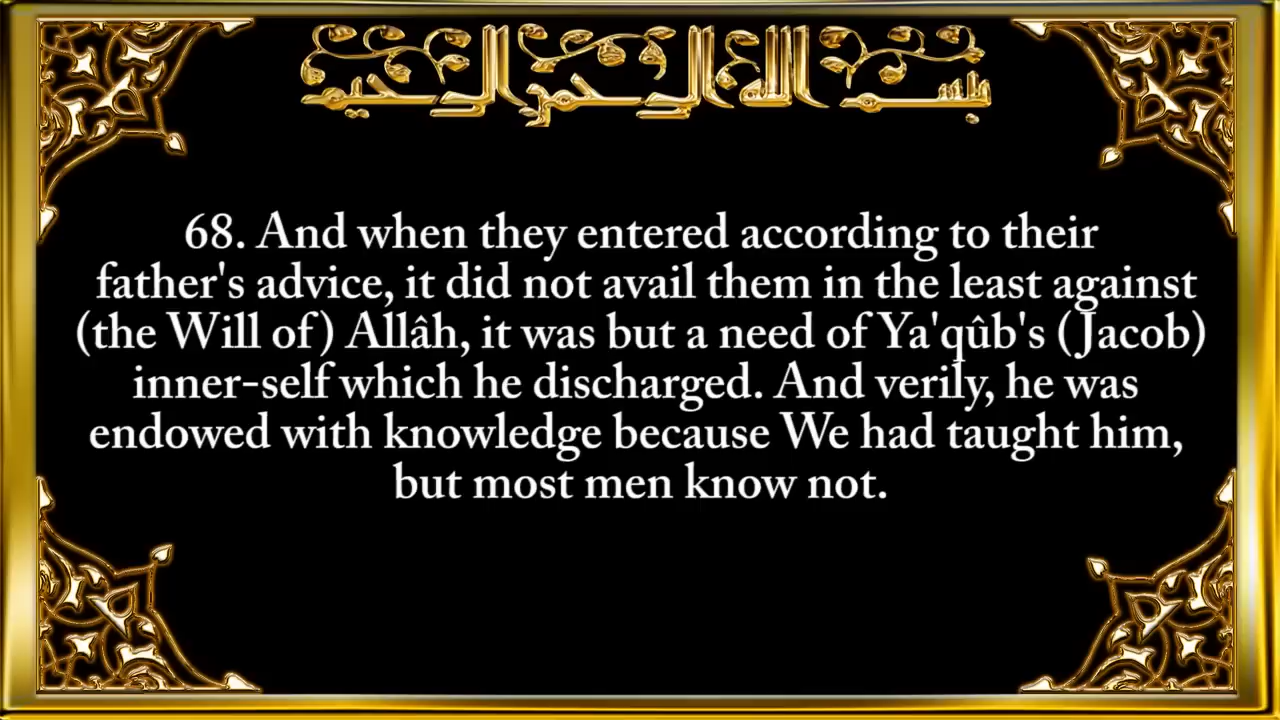 بسم الله الرحمن الرحيم
68. And when they entered according to their
father's advice, it did not avail them in the least against
(the Will of) Allâh, it was but a need of Ya'qûb's (Jacob)
inner-self which he discharged. And verily, he was
endowed with knowledge because We had taught him,
but most men know not.